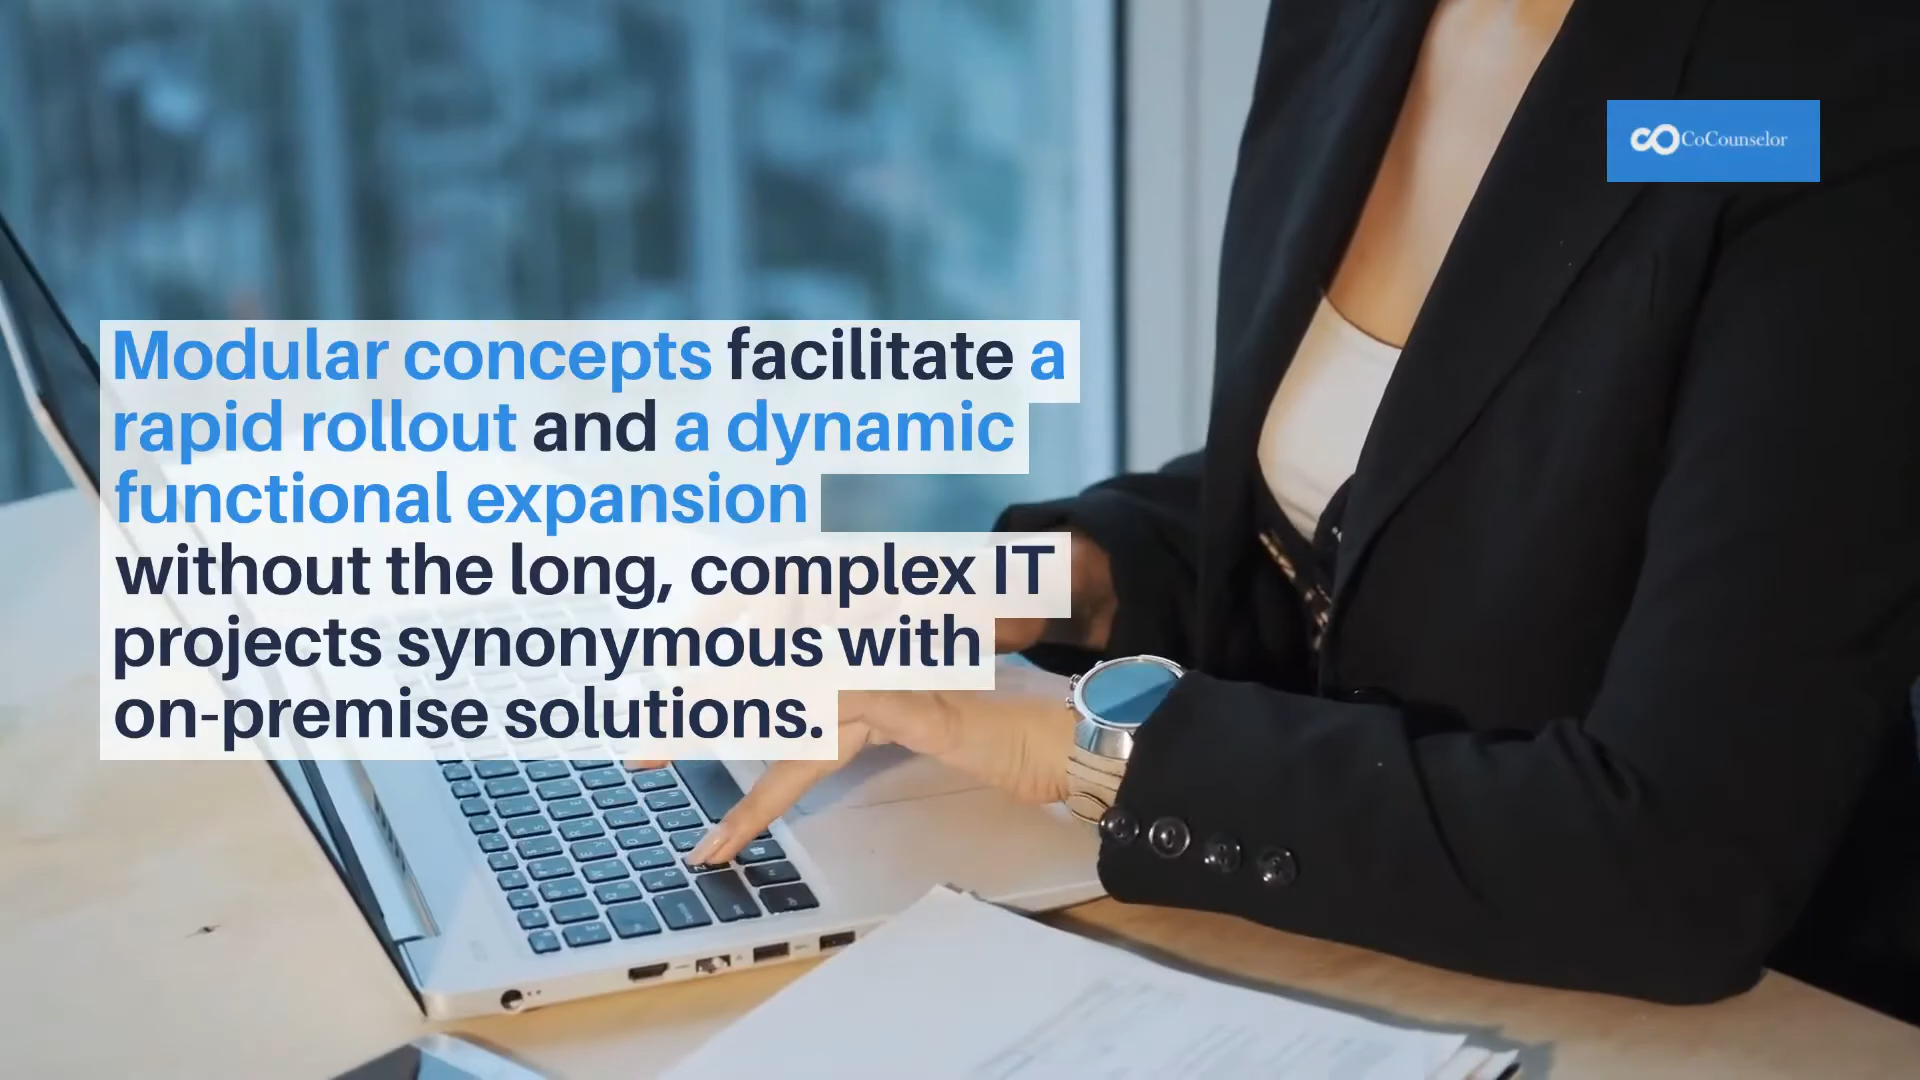 CoCounselor
Modular concepts facilitate a
rapid rollout and a dynamic
functional expansion
without the long, complex IT
projects synonymous with
on-premise solutions.